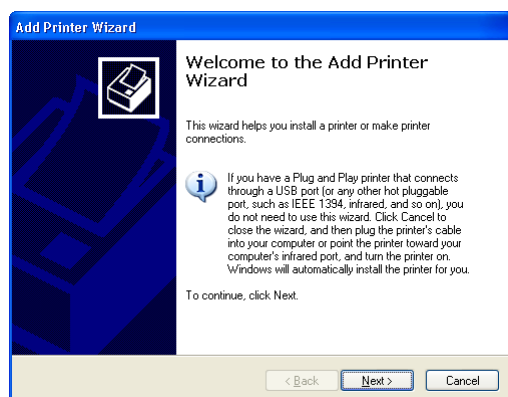 Add Printer Wizard
Welcome to the Add Printer
Wizard
This wizard helps you install a printer or make printer
connections.
If you have a Plug and Play printer that connects
through a USB port (or any other hot pluggable
port, such as IEEE 1394, infrared, and so on), you
do not need to use this wizard. Click Cancel to
close the wizard, and then plug the printer's cable
into your computer or point the printer toward your
computer's infrared port, and turn the printer on.
Windows will automatically install the printer for you.
To continue, click Next.
< Back
Next >
Cancel